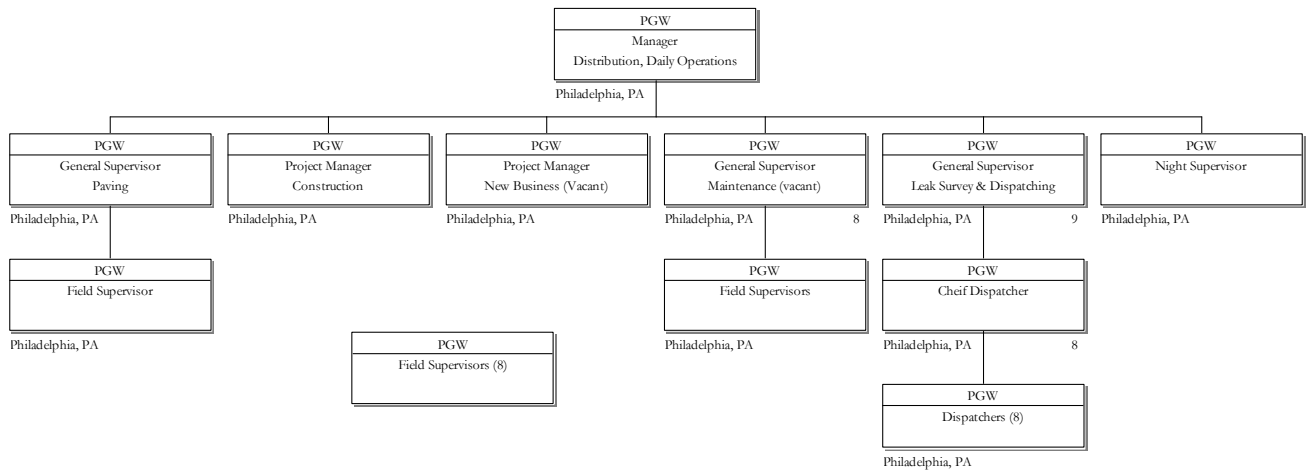 PGW
Manager
Distribution, Daily Operations
Philadelphia, PA
PGW
General Supervisor
Paving
Philadelphia, PA
PGW
Project Manager
Construction
Philadelphia, PA
PGW
Project Manager
New Business (Vacant)
Philadelphia, PA
PGW
General Supervisor
Maintenance (vacant)
Philadelphia, PA 8
PGW
General Supervisor
Leak Survey & Dispatching
Philadelphia, PA 9
PGW
Night Supervisor
Philadelphia, PA
PGW
Field Supervisor
Philadelphia, PA
PGW
Field Supervisors (8)
PGW
Field Supervisors
Philadelphia, PA
PGW
Cheif Dispatcher
Philadelphia, PA 8
PGW
Dispatchers (8)
Philadelphia, PA